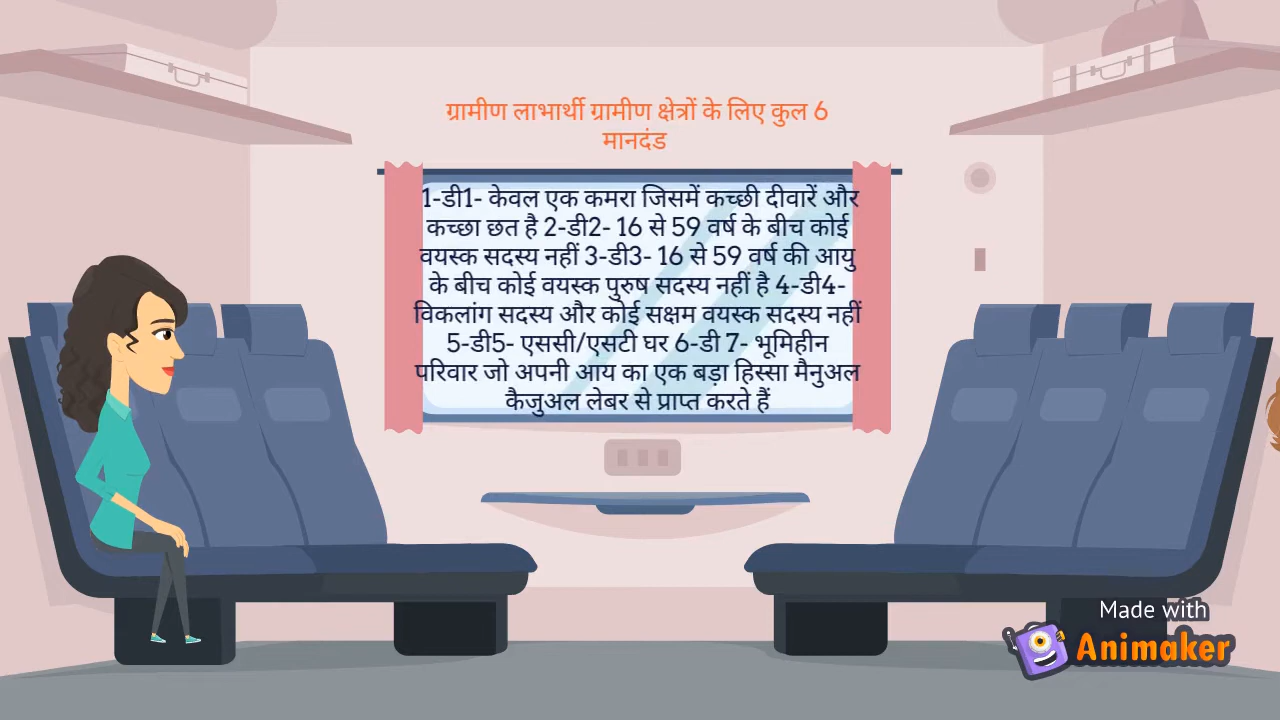 ग्रामीण लाभार्थी ग्रामीण क्षेत्रों के लिए कुल 6
मानदंड
1-डी1- केवल एक कमरा जिसमें कच्छी दीवारें और
कच्छा छत है 2-डी2- 16 से 59 वर्ष के बीच कोई
वयस्क सदस्य नहीं 3-डी3- 16 से 59 वर्ष की आयु
के बीच कोई वयस्क पुरुष सदस्य नहीं है 4-डी4-
विकलांग सदस्य और कोई सक्षम वयस्क सदस्य नहीं
5-डी5- एससी/एसटी घर 6-डी 7- भूमिहीन
परिवार जो अपनी आय का एक बड़ा हिस्सा मैनुअल
कैजुअल लेबर से प्राप्त करते हैं
Made with
Animaker